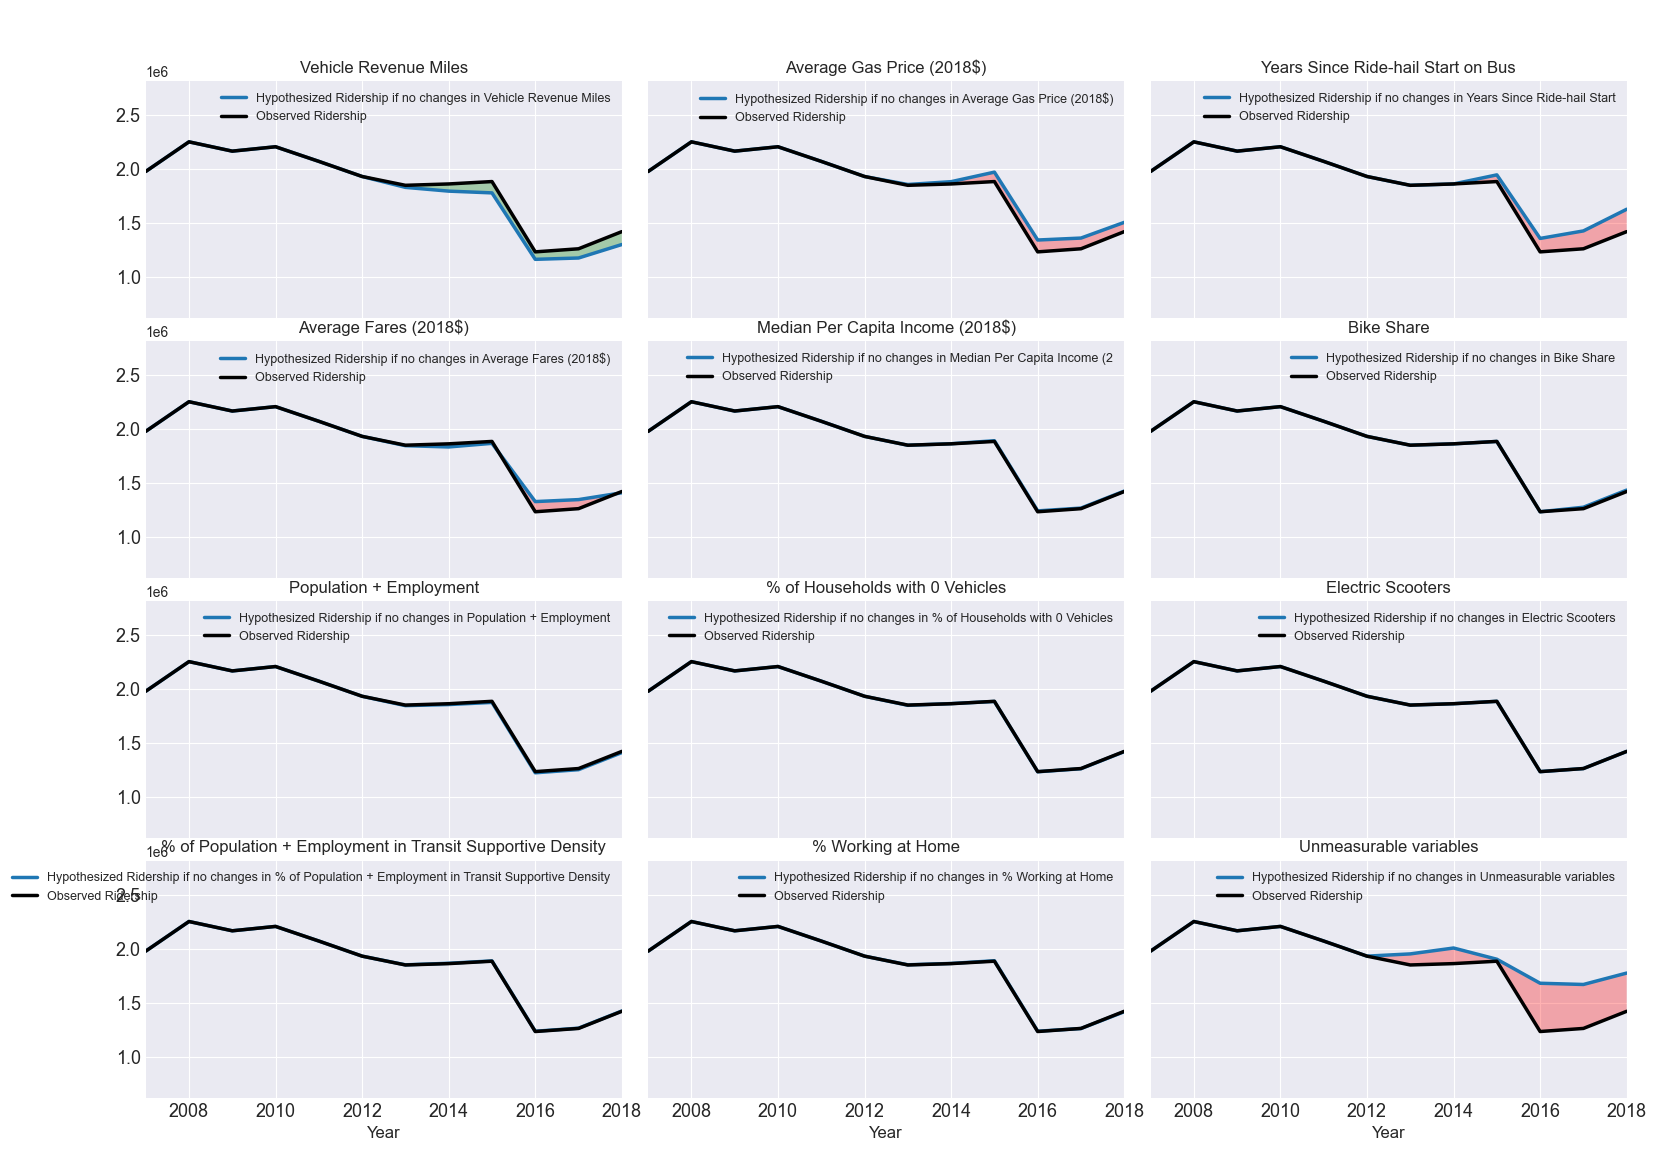 Vehicle Revenue Miles
1e6
Hypothesized Ridership if no changes in Vehicle Revenue Miles
Observed Ridership
2.5
2.0
1.5
1.0
Average Gas Price (2018$)
Hypothesized Ridership if no changes in Average Gas Price (2018$)
Observed Ridership
Years Since Ride-hail Start on Bus
Hypothesized Ridership if no changes in Years Since Ride-hail Start
Observed Ridership
Average Fares (2018$)
1e6
Hypothesized Ridership if no changes in Average Fares (2018$)
Observed Ridership
2.5
2.0
1.5
1.0
Median Per Capita Income (2018$)
Hypothesized Ridership if no changes in Median Per Capita Income (2
Observed Ridership
Bike Share
Hypothesized Ridership if no changes in Bike Share
Observed Ridership
Population + Employment
1e6
Hypothesized Ridership if no changes in Population + Employment
Observed Ridership
2.5
2.0
1.5
1.0
% of Households with 0 Vehicles
Hypothesized Ridership if no changes in % of Households with 0 Vehicles
Observed Ridership
Electric Scooters
Hypothesized Ridership if no changes in Electric Scooters
Observed Ridership
% of Population + Employment in Transit Supportive Density
1e6
Hypothesized Ridership if no changes in % of Population + Employment in Transit Supportive Density
Observed Ridership
2.5
2.0
1.5
1.0
2008 2010 2012 2014 2016 2018
Year
% Working at Home
Hypothesized Ridership if no changes in % Working at Home
Observed Ridership
2008 2010 2012 2014 2016 2018
Year
Unmeasurable variables
Hypothesized Ridership if no changes in Unmeasurable variables
Observed Ridership
2008 2010 2012 2014 2016 2018
Year